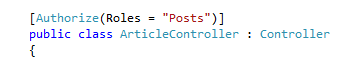 [Authorize(Roles = "Posts")]
public class ArticleController : Controller
{